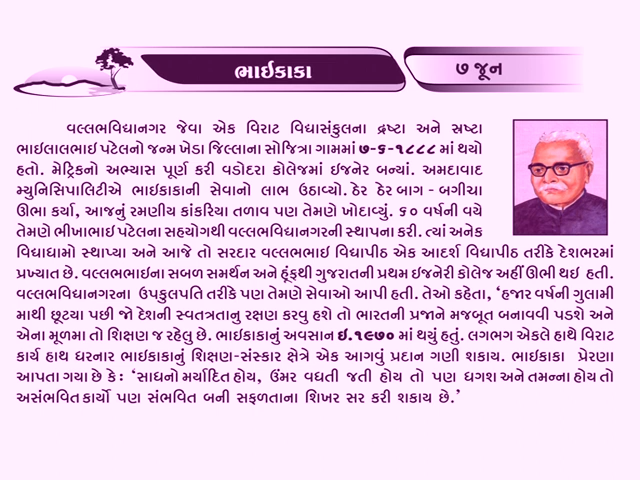 ભાઈકાકા
૭ જૂન
વલ્લભવિદ્યાનગર જેવા એક વિરાટ વિદ્યાસંકુલના દ્રષ્ટા અને સ્રષ્ટા
ભાઈલાલભાઈ પટેલનો જન્મ ખેડા જિલ્લાના સોજિત્રા ગામમાં ૭-૬-૧૮૮૮ માં થયો
હતો. મેટ્રિકનો અભ્યાસ પૂર્ણ કરી વડોદરા કોલેજમાં ઇજનેર બન્યાં. અમદાવાદ
મ્યુનિસિપાલિટીએ ભાઈકાકાની સેવાનો લાભ ઉઠાવ્યો. ઠેર ઠેર બાગ - બગીચા
ઊભા કર્યા, આજનું રમણીય કાંકરિયા તળાવ પણ તેમણે ખોદાવ્યું. ૬૦ વર્ષની વચે
તેમણે ભીખાભાઈ પટેલના સહયોગથી વલ્લભવિદ્યાનગરની સ્થાપના કરી. ત્યાં અનેક
વિદ્યાધામો સ્થાપ્યા અને આજે તો સરદાર વલ્લભભાઈ વિદ્યાપીઠ એક આદર્શ વિદ્યાપીઠ તરીકે દેશભરમાં
પ્રખ્યાત છે. વલ્લભભાઈના સબળ સમર્થન અને હૂંફથી ગુજરાતની પ્રથમ ઇજનેરી કોલેજ અહીં ઊભી થઇ હતી.
વલ્લભવિદ્યાનગરના ઉપકુલપતિ તરીકે પણ તેમણે સેવાઓ આપી હતી. તેઓ કહેતા, ‘હજાર વર્ષની ગુલામી
માથી છૂટયા પછી જો દેશની સ્વતત્રતાનુ રક્ષણ કરવુ હશે તો ભારતની પ્રજાને મજબૂત બનાવવી પડશે અને
એના મૂળમા તો શિક્ષણ જ રહેલુ છે. ભાઈકાકાનું અવસાન ઇ.૧૯૭૦ માં થયું હતું. લગભગ એકલે હાથે વિરાટ
કાર્ય હાથ ધરનાર ભાઈકાકાનું શિક્ષણ-સંસ્કાર ક્ષેત્રે એક આગવું પ્રદાન ગણી શકાય. ભાઈકાકા પ્રેરણા
આપતા ગયા છે કે : ‘સાધનો મર્યાદિત હોય, ઉંમર વધતી જતી હોય તો પણ ધગશ અને તમન્ના હોય તો
અસંભવિત કાર્યો પણ સંભવિત બની સફળતાના શિખર સર કરી શકાય છે.’